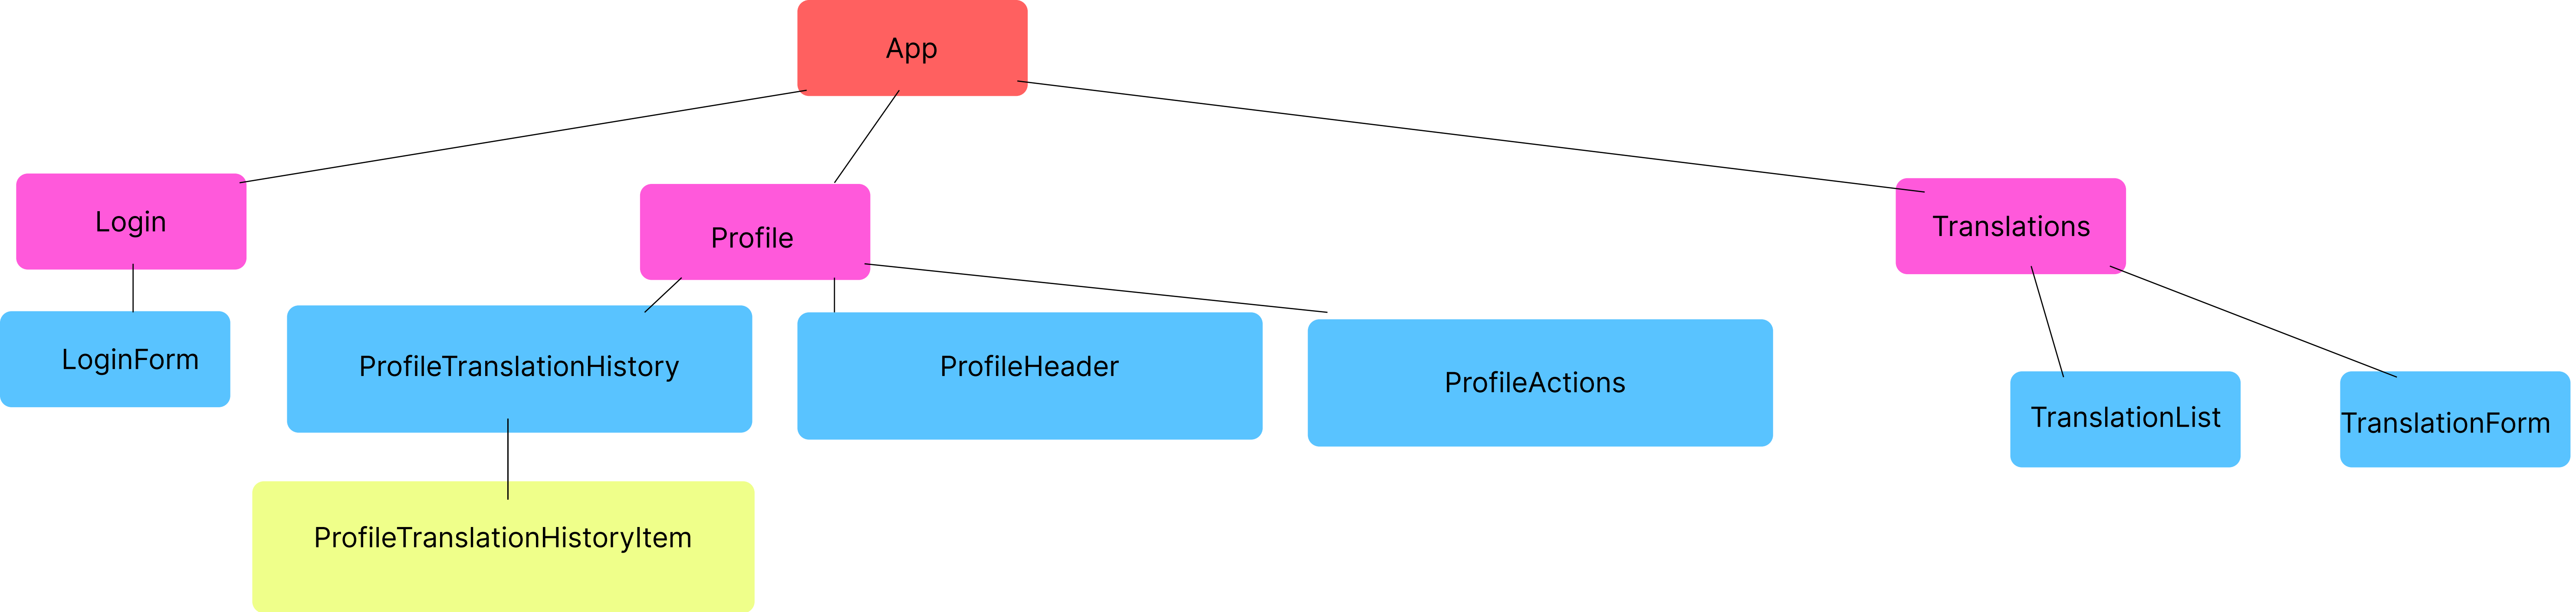 App
Login
Profile
Translations
LoginForm
ProfileTranslationHistory
ProfileHeader
ProfileActions
TranslationList
TranslationForm
ProfileTranslationHistoryItem